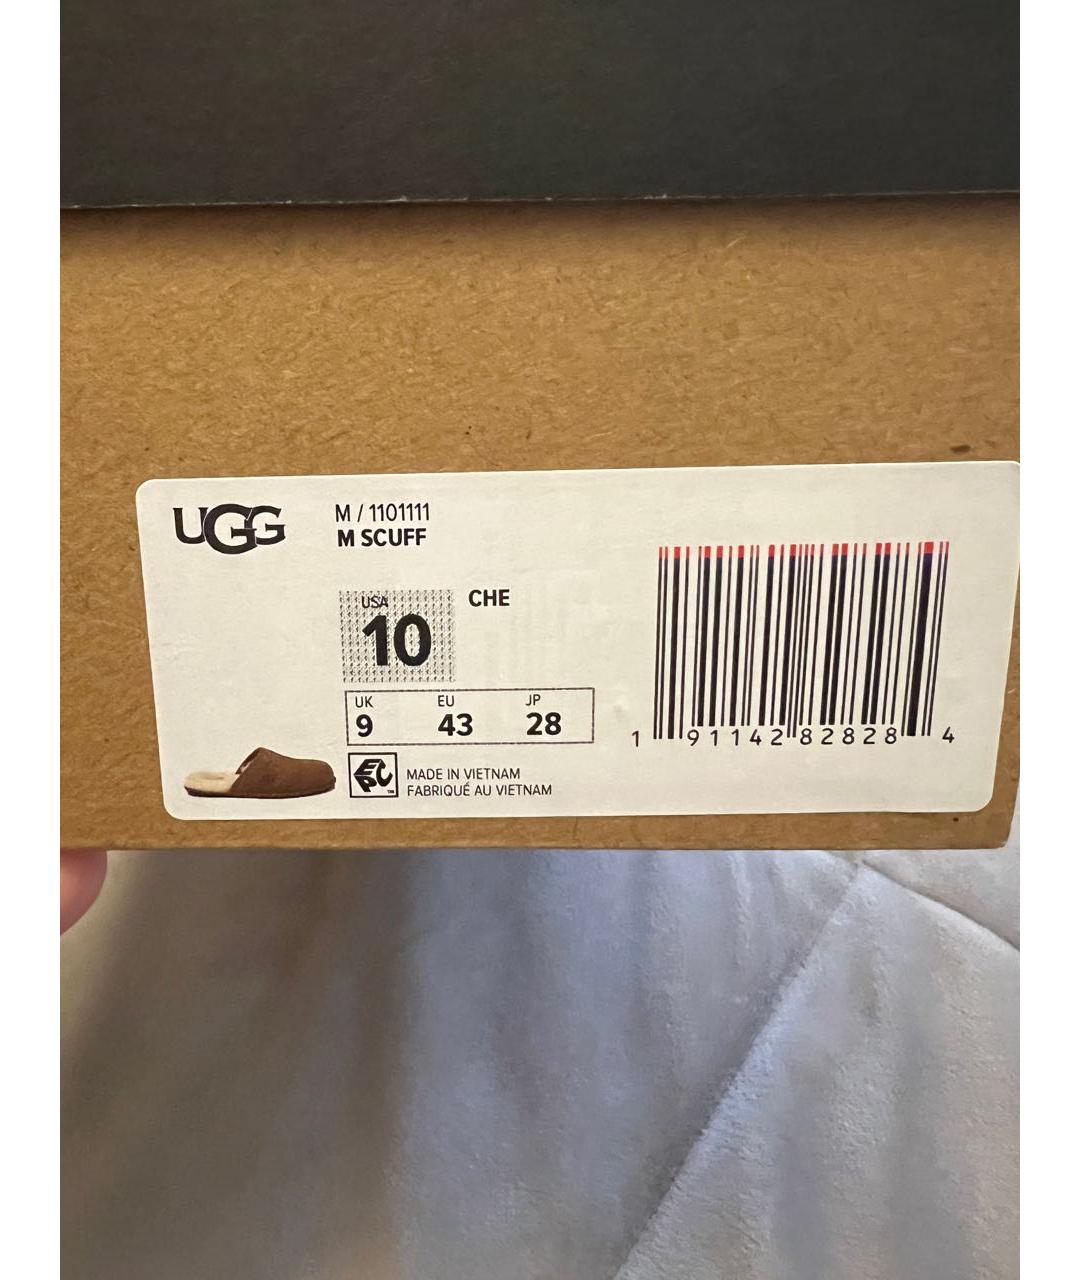 UGG
M / 1101111
M SCUFF
USA
10
CHE
UK EU JP
9 43 28
EPC™
MADE IN VIETNAM
FABRIQUÉ AU VIETNAM
1 91142 82828 4